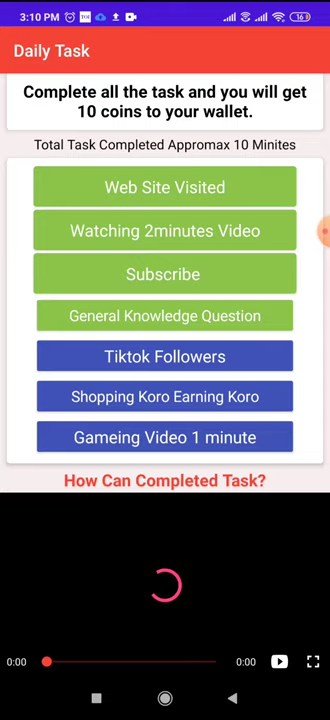 3:10 PM
163
Daily Task
Complete all the task and you will get
10 coins to your wallet.
Total Task Completed Appromax 10 Minites
Web Site Visited
Watching 2minutes Video
Subscribe
General Knowledge Question
Tiktok Followers
Shopping Koro Earning Koro
Gameing Video 1 minute
How Can Completed Task?
0:00
0:00